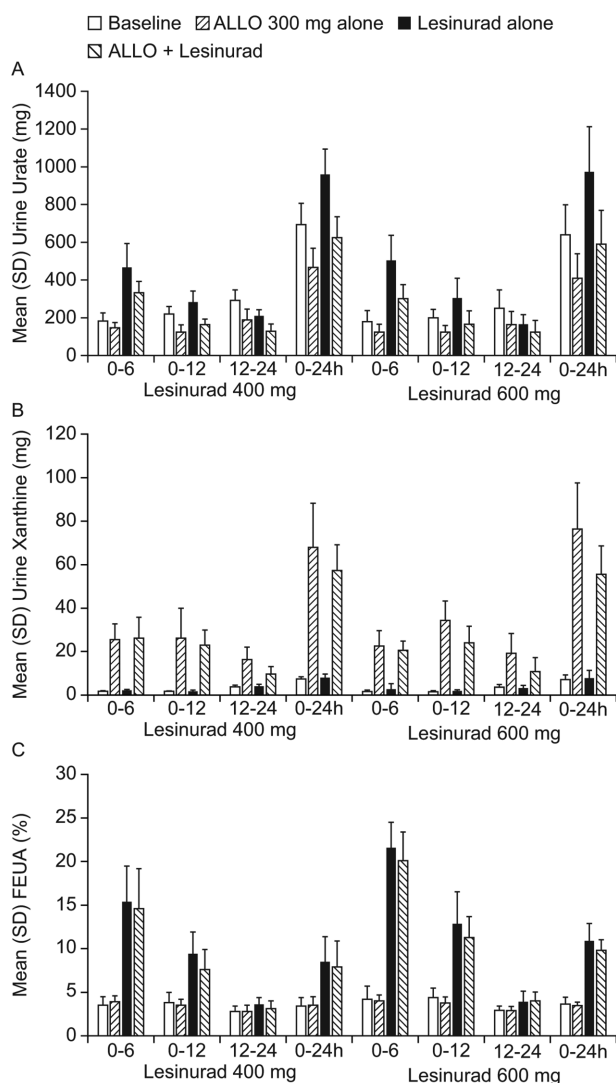 Baseline ALLO 300 mg alone Lesinurad alone
ALLO + Lesinurad
A
Mean (SD) Urine Urate (mg)
1400
1200
1000
800
600
400
200
0
0-6 0-12 12-24 0-24h 0-6 0-12 12-24 0-24h
Lesinurad 400 mg Lesinurad 600 mg
B
Mean (SD) Urine Xanthine (mg)
120
100
80
60
40
20
0
0-6 0-12 12-24 0-24h 0-6 0-12 12-24 0-24h
Lesinurad 400 mg Lesinurad 600 mg
C
Mean (SD) FEUA (%)
30
25
20
15
10
5
0
0-6 0-12 12-24 0-24h 0-6 0-12 12-24 0-24h
Lesinurad 400 mg Lesinurad 600 mg